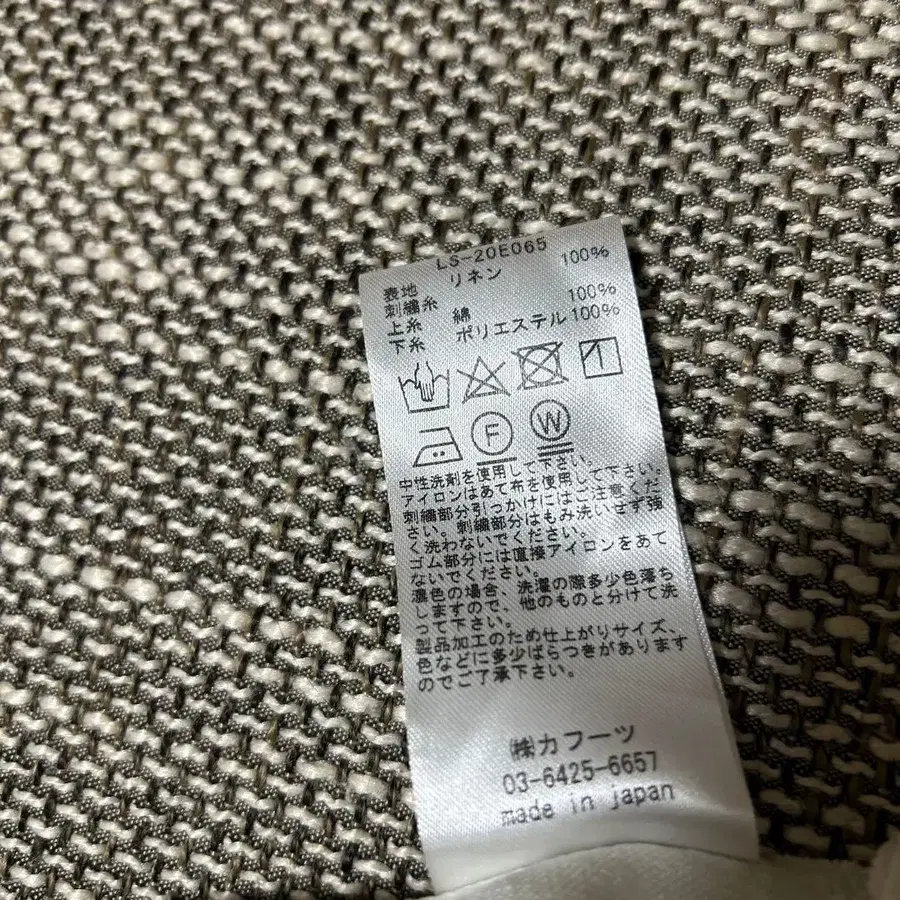 LS-20E065
表地 リネン 100%
刺繍糸
上糸 綿 100%
下糸 ポリエステル100%
F W
中性洗剤を使用して下さい。
アイロンはあて布を使用して下さい。
刺繍部分引っかけにはご注意くだ
さい。刺繍部分はもみ洗いせず強
く洗わないでください。
ゴム部分には直接アイロンをあて
ないでください。
濃色の場合、洗濯の際多少色落ち
しますので、他のものと分けて洗
って下さい。
製品加工のため仕上がりサイズ、
色などに多少ばらつきがあります
のでご了承下さい。
㈱カフーツ
03-6425-6657
made in japan